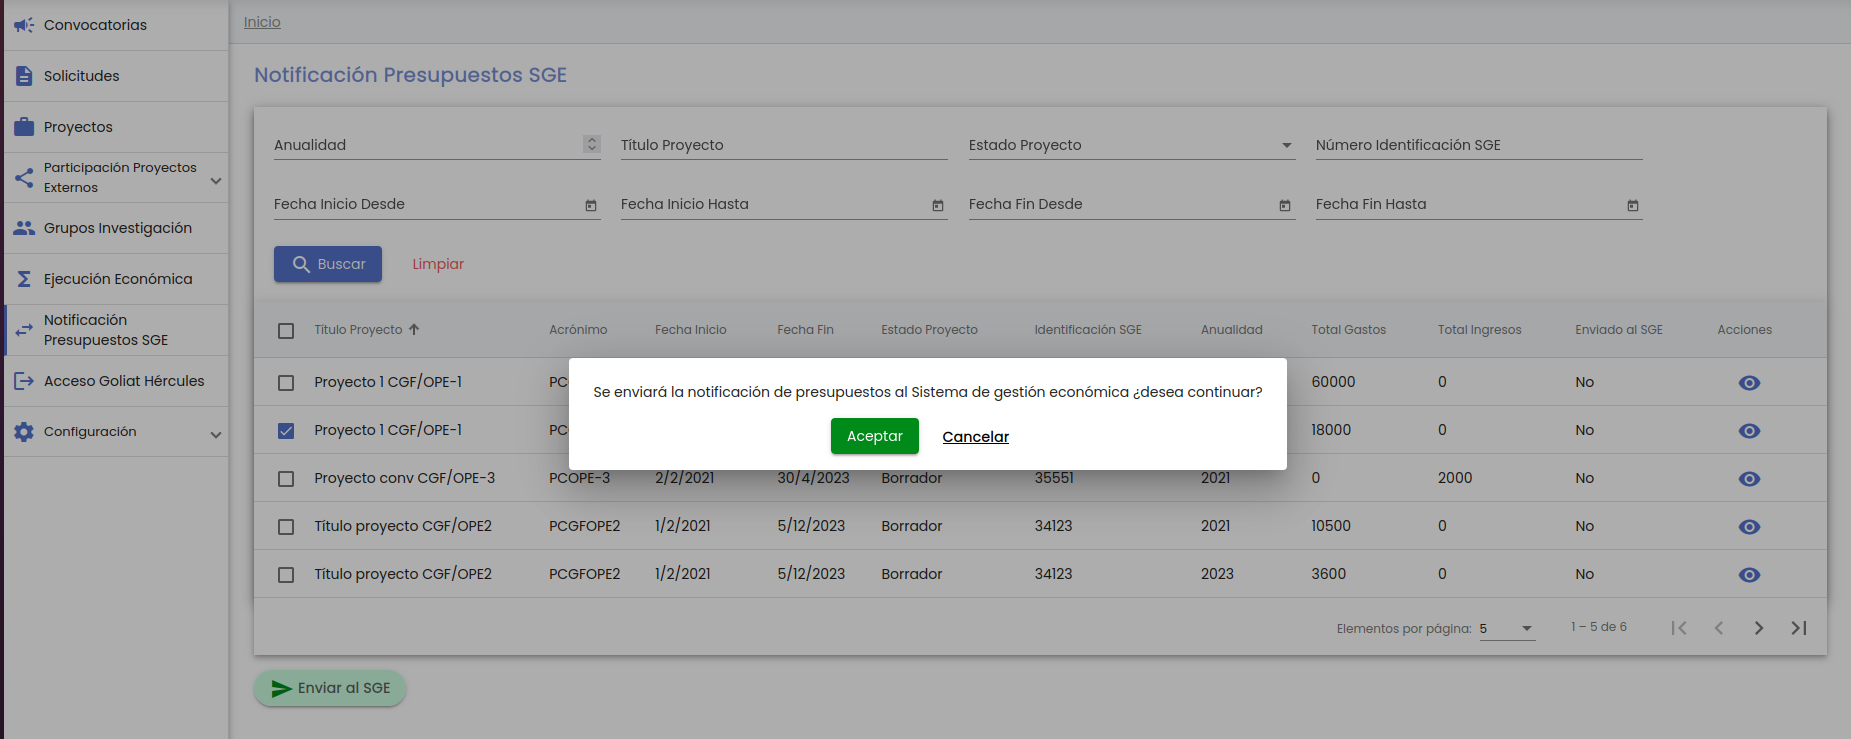 Convocatorias
Solicitudes
Proyectos
Participación Proyectos
Externos
Grupos Investigación
Ejecución Económica
Notificación
Presupuestos SGE
Acceso Goliat Hércules
Configuración
Inicio
Notificación Presupuestos SGE
Anualidad Título Proyecto Estado Proyecto Número Identificación SGE
Fecha Inicio Desde Fecha Inicio Hasta Fecha Fin Desde Fecha Fin Hasta
Buscar Limpiar
Título Proyecto Acrónimo Fecha Inicio Fecha Fin Estado Proyecto Identificación SGE Anualidad Total Gastos Total Ingresos Enviado al SGE Acciones
Proyecto 1 CGF/OPE-1 60000 0 No
Proyecto 1 CGF/OPE-1 18000 0 No
Proyecto conv CGF/OPE-3 PCOPE-3 2/2/2021 30/4/2023 Borrador 35551 2021 0 2000 No
Título proyecto CGF/OPE2 PCGFOPE2 1/2/2021 5/12/2023 Borrador 34123 2021 10500 0 No
Título proyecto CGF/OPE2 PCGFOPE2 1/2/2021 5/12/2023 Borrador 34123 2023 3600 0 No
Se enviará la notificación de presupuestos al Sistema de gestión económica ¿desea continuar?
Aceptar Cancelar
Elementos por página: 5 1 – 5 de 6
Enviar al SGE